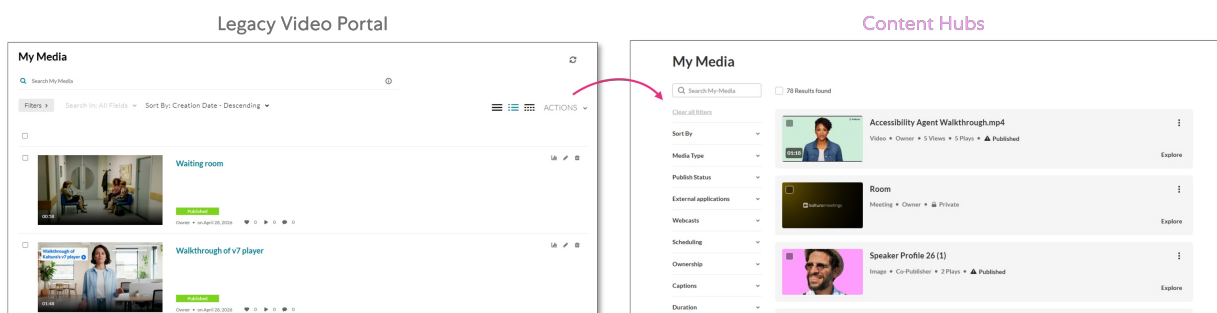 Legacy Video Portal
My Media
Search My Media
Filters >
Search In: All Fields
Sort By: Creation Date - Descending
ACTIONS
00:58
Waiting room
Published
Owner • on April 28, 2026 0 0 0
Walkthrough of
Kaltura's v7 player
01:48
Walkthrough of v7 player
Published
Owner • on April 28, 2026 0 0 0
Content Hubs
My Media
Search My-Media
78 Results found
Clear all filters
Sort By
Media Type
Publish Status
External applications
Webcasts
Scheduling
Ownership
Captions
Duration
01:16
Accessibility Agent Walkthrough.mp4
Video • Owner • 5 Views • 5 Plays • Published
Explore
kaltura meetings
Room
Meeting • Owner • Private
Explore
Speaker Profile 26 (1)
Image • Co-Publisher • 2 Plays • Published
Explore